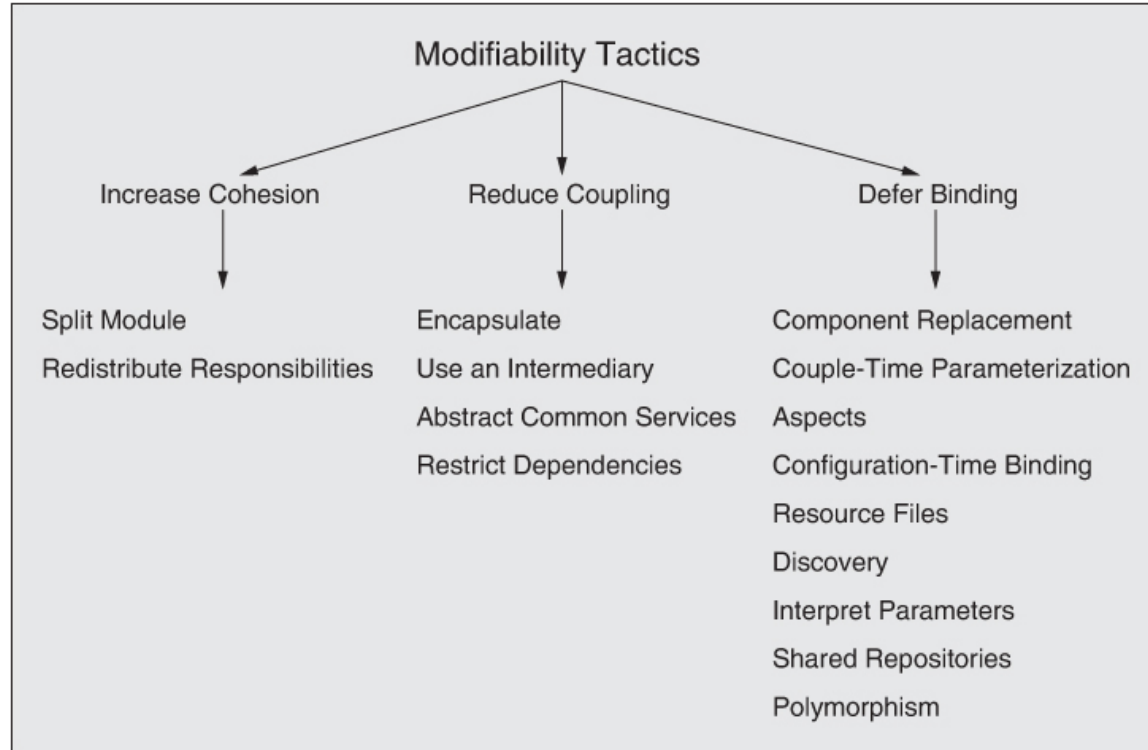 Modifiability Tactics
Increase Cohesion
Reduce Coupling
Defer Binding
Split Module
Redistribute Responsibilities
Encapsulate
Use an Intermediary
Abstract Common Services
Restrict Dependencies
Component Replacement
Couple-Time Parameterization
Aspects
Configuration-Time Binding
Resource Files
Discovery
Interpret Parameters
Shared Repositories
Polymorphism